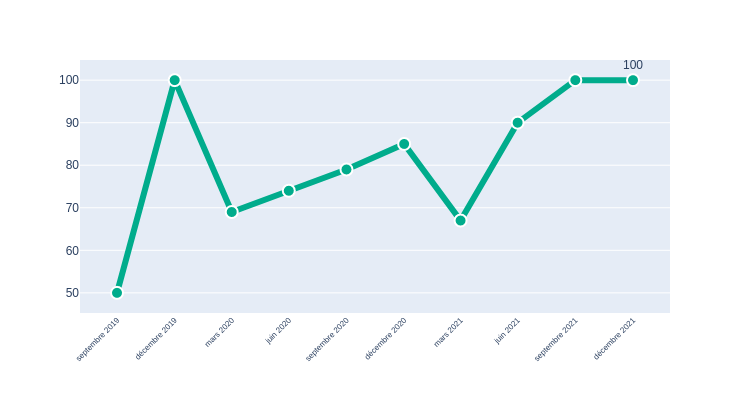 100
100
90
80
70
60
50
septembre 2019
décembre 2019
mars 2020
juin 2020
septembre 2020
décembre 2020
mars 2021
juin 2021
septembre 2021
décembre 2021